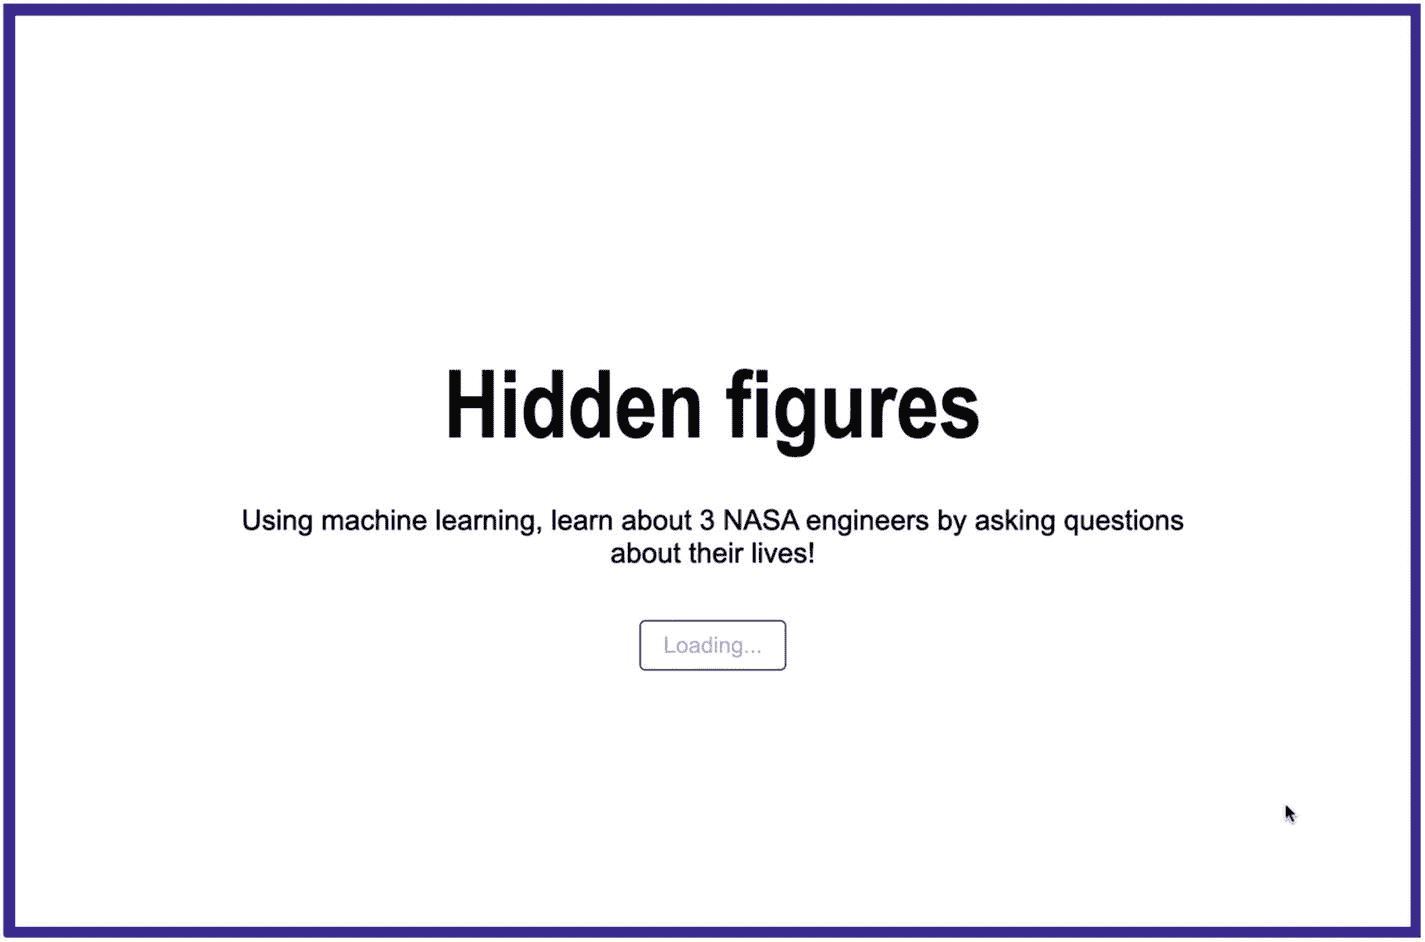 Hidden figures
Using machine learning, learn about 3 NASA engineers by asking questions
about their lives!
Loading...